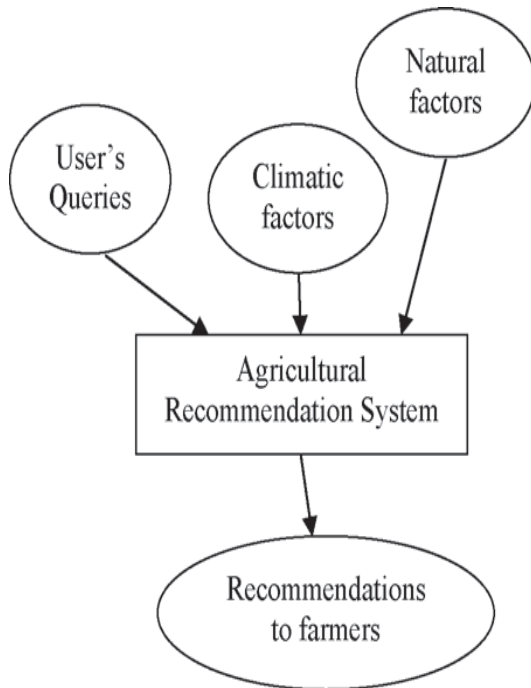 Natural
factors
User's
Queries
Climatic
factors
Agricultural
Recommendation System
Recommendations
to farmers